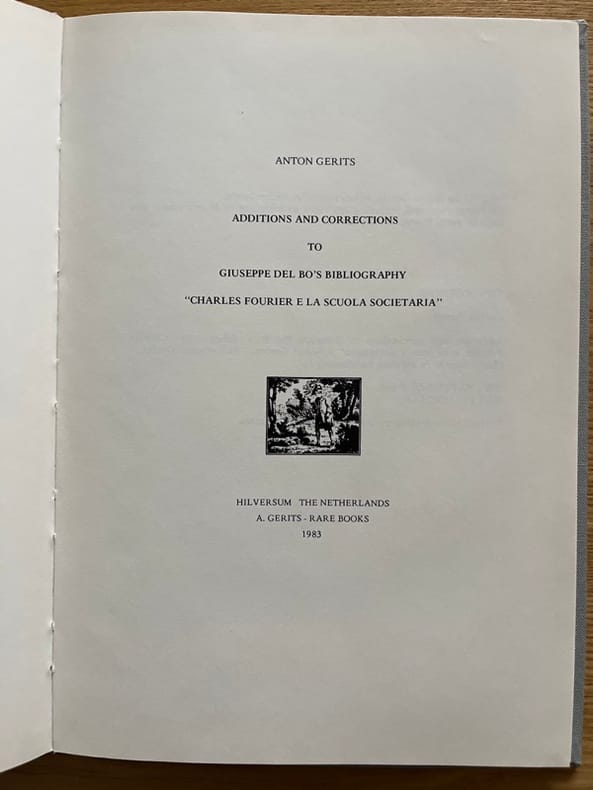 ANTON GERITS
ADDITIONS AND CORRECTIONS
TO
GIUSEPPE DEL BO'S BIBLIOGRAPHY
“CHARLES FOURIER E LA SCUOLA SOCIETARIA”
HILVERSUM THE NETHERLANDS
A. GERITS - RARE BOOKS
1983